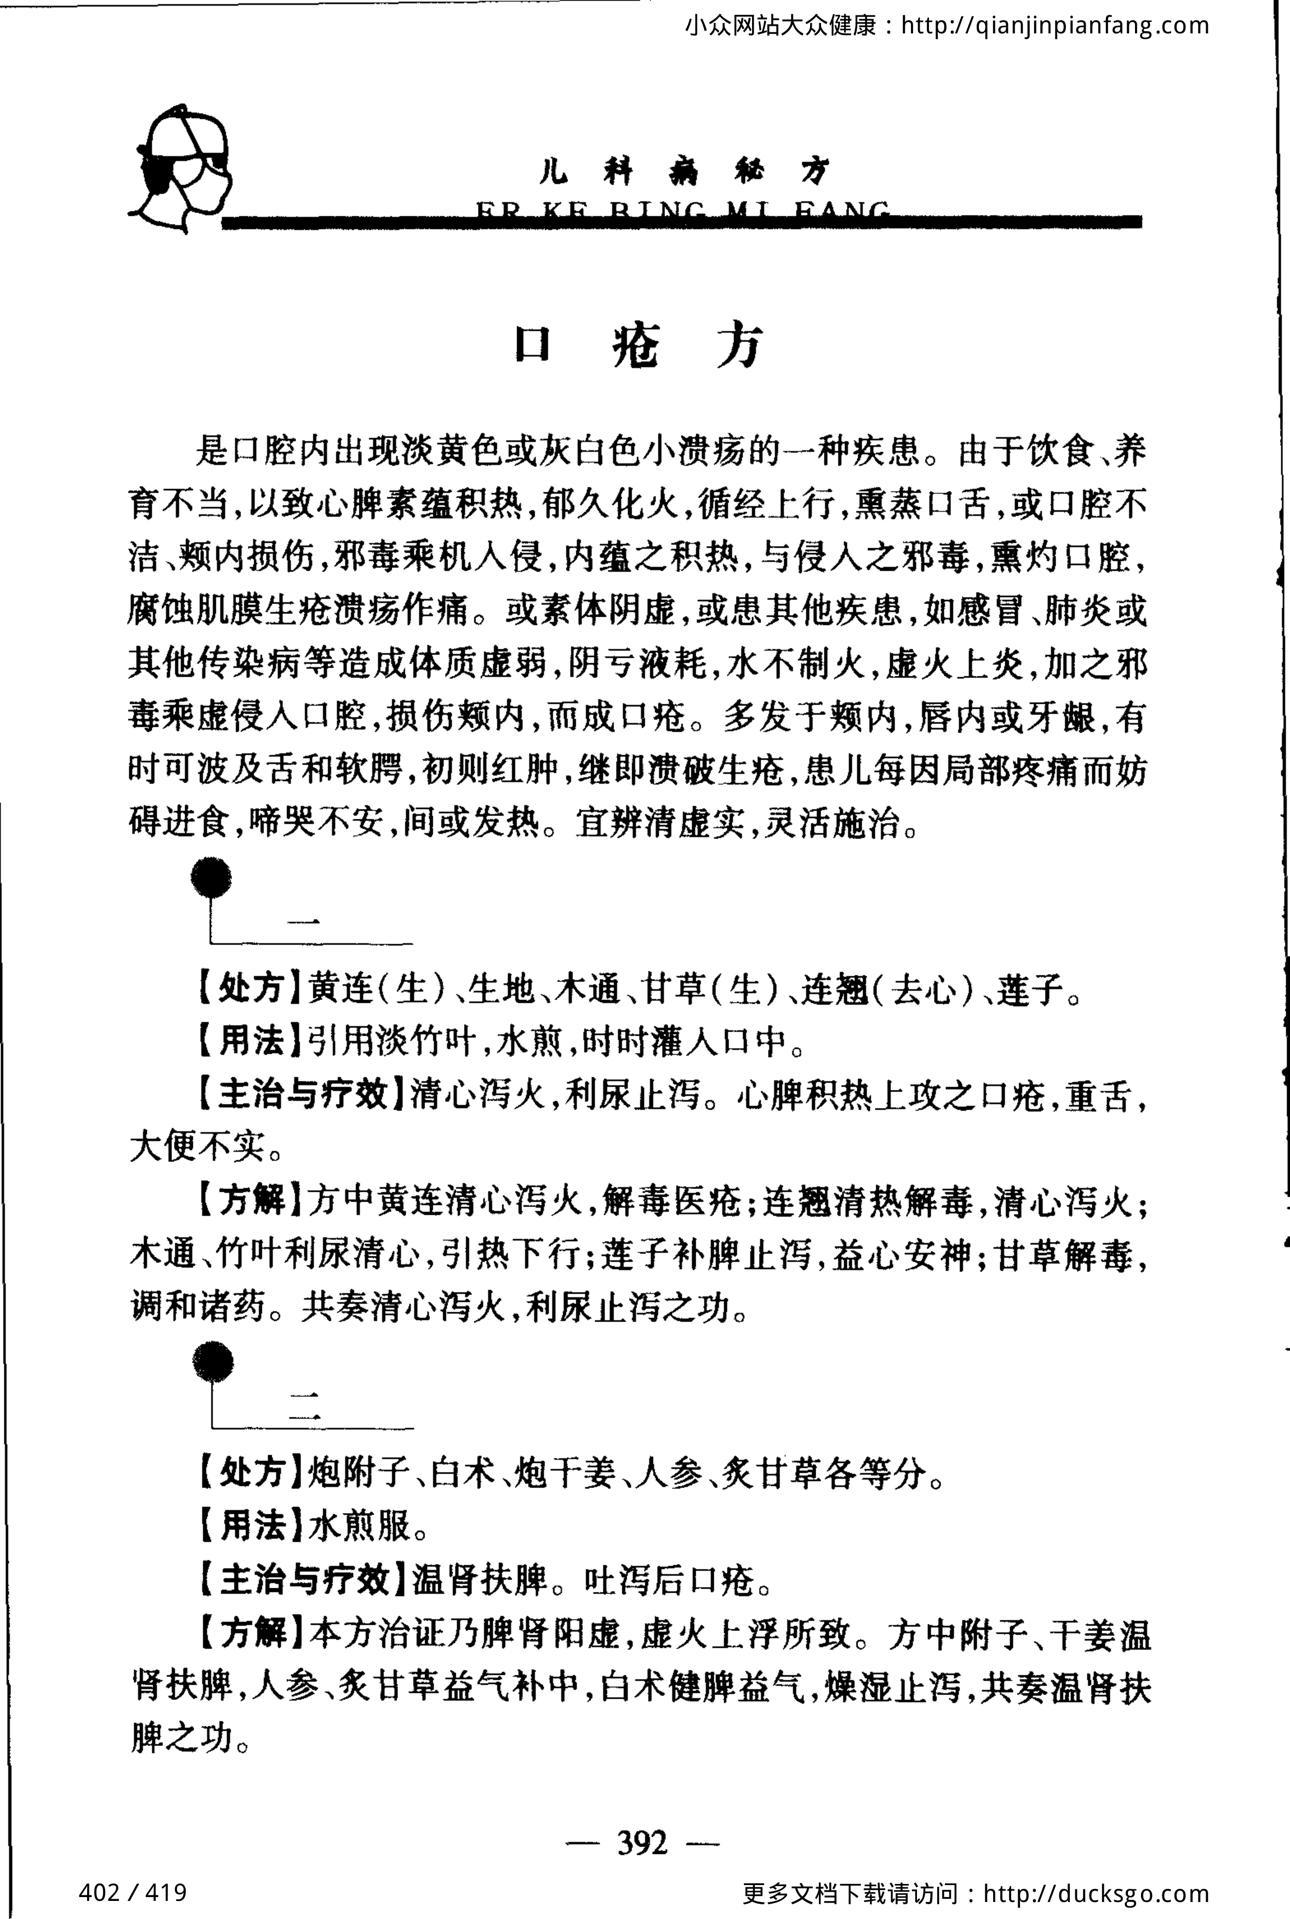 小众网站大众健康：http://qianjinpianfang.com
儿科病秘方
ER KE BING MI FANG
口疮方
是口腔内出现淡黄色或灰白色小溃疡的一种疾患。由于饮食、养
育不当,以致心脾素蕴积热,郁久化火,循经上行,熏蒸口舌,或口腔不
洁、颊内损伤,邪毒乘机入侵,内蕴之积热,与侵入之邪毒,熏灼口腔,
腐蚀肌膜生疮溃疡作痛。或素体阴虚,或患其他疾患,如感冒、肺炎或
其他传染病等造成体质虚弱,阴亏液耗,水不制火,虚火上炎,加之邪
毒乘虚侵入口腔,损伤颊内,而成口疮。多发于颊内,唇内或牙龈,有
时可波及舌和软腭,初则红肿,继即溃破生疮,患儿每因局部疼痛而妨
碍进食,啼哭不安,间或发热。宜辨清虚实,灵活施治。
一
【处方】黄连(生)、生地、木通、甘草(生)、连翘(去心)、莲子。
【用法】引用淡竹叶,水煎,时时灌入口中。
【主治与疗效】清心泻火,利尿止泻。心脾积热上攻之口疮,重舌,
大便不实。
【方解】方中黄连清心泻火,解毒医疮;连翘清热解毒,清心泻火;
木通、竹叶利尿清心,引热下行;莲子补脾止泻,益心安神;甘草解毒,
调和诸药。共奏清心泻火,利尿止泻之功。
二
【处方】炮附子、白术、炮干姜、人参、炙甘草各等分。
【用法】水煎服。
【主治与疗效】温肾扶脾。吐泻后口疮。
【方解】本方治证乃脾肾阳虚,虚火上浮所致。方中附子、干姜温
肾扶脾,人参、炙甘草益气补中,白术健脾益气,燥湿止泻,共奏温肾扶
脾之功。
— 392 —
402 / 419
更多文档下载请访问：http://ducksgo.com